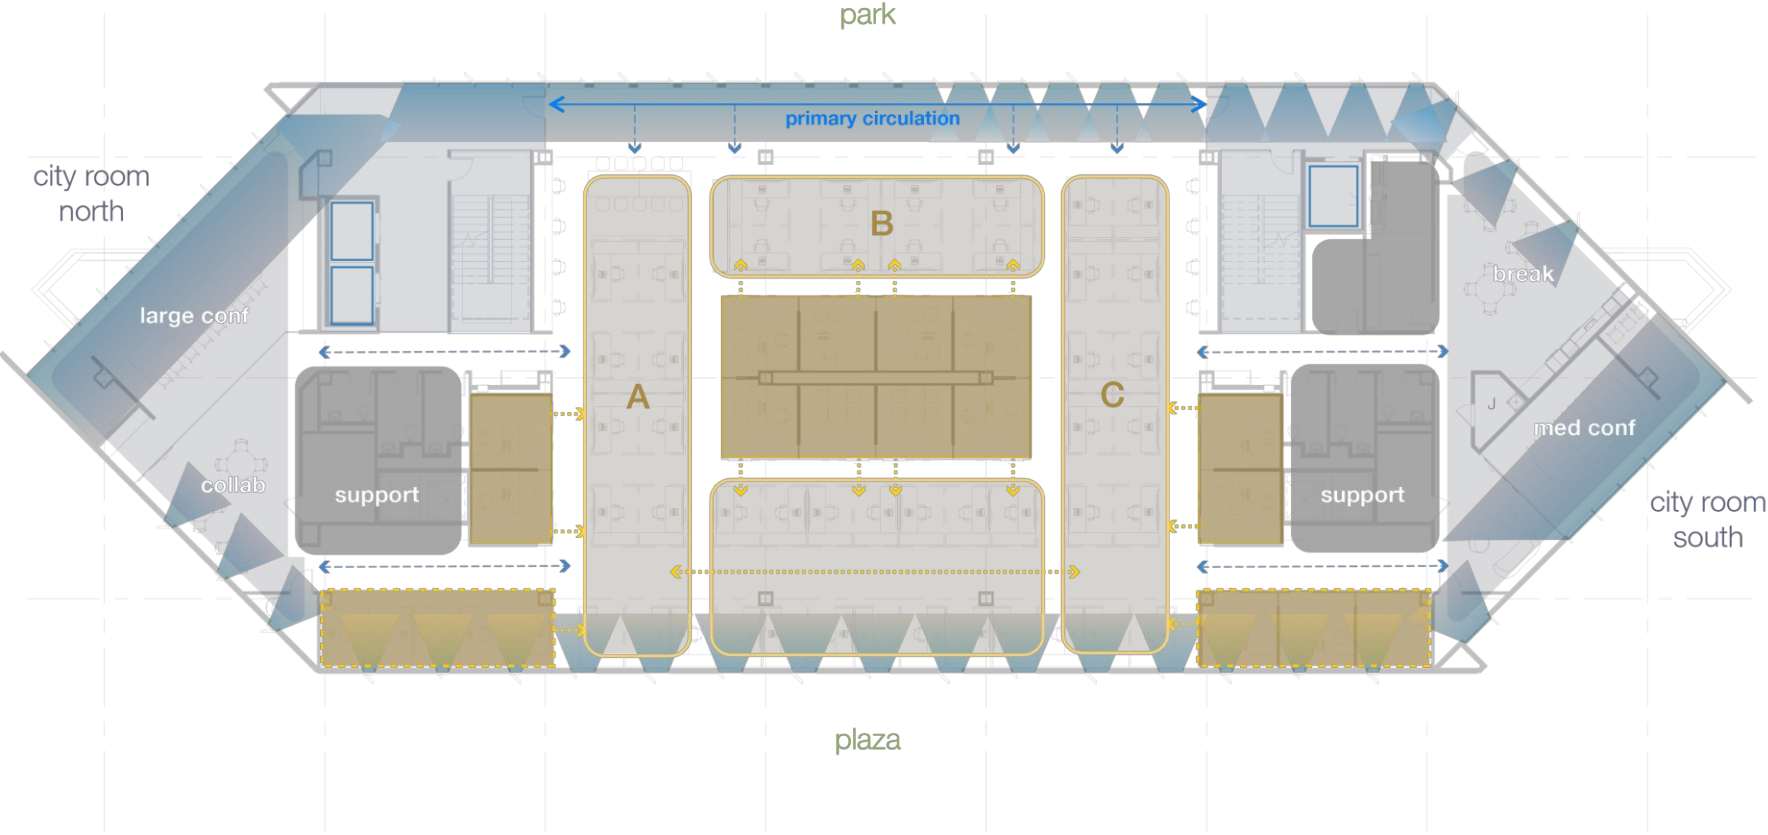 park
primary circulation
city room
north
B
large conf
break
A
C
J
med conf
collab
support
support
city room
south
plaza